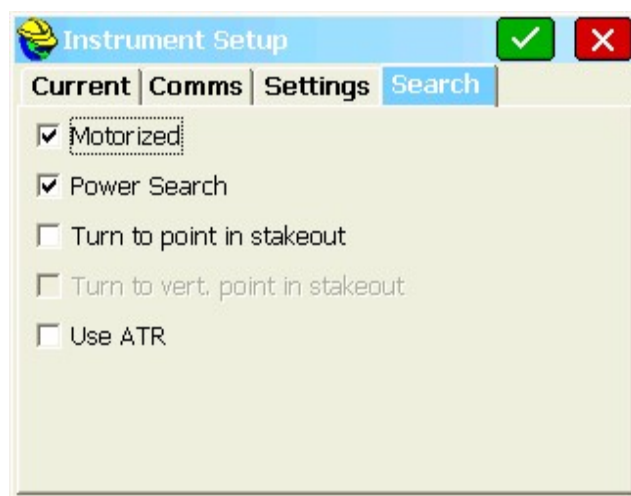 Instrument Setup
Current Comms Settings Search
Motorized
Power Search
Turn to point in stakeout
Turn to vert. point in stakeout
Use ATR